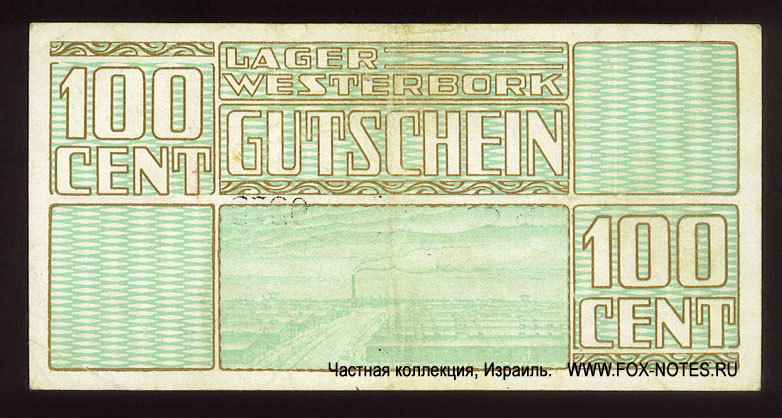 100
CENT
LAGER
WESTERBORK
GUTSCHEIN
100
CENT
Частная коллекция, Израиль. WWW.FOX-NOTES.RU